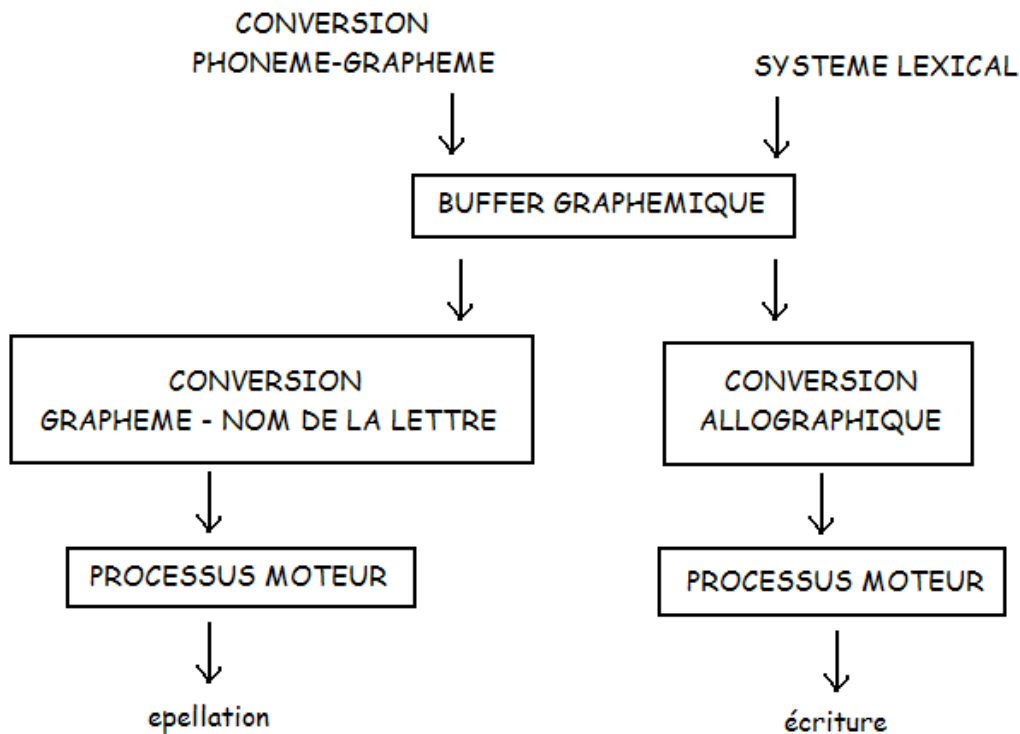 CONVERSION
PHONEME-GRAPHEME
SYSTEME LEXICAL
BUFFER GRAPHEMIQUE
CONVERSION
GRAPHEME - NOM DE LA LETTRE
CONVERSION
ALLOGRAPHIQUE
PROCESSUS MOTEUR
PROCESSUS MOTEUR
epellation
écriture